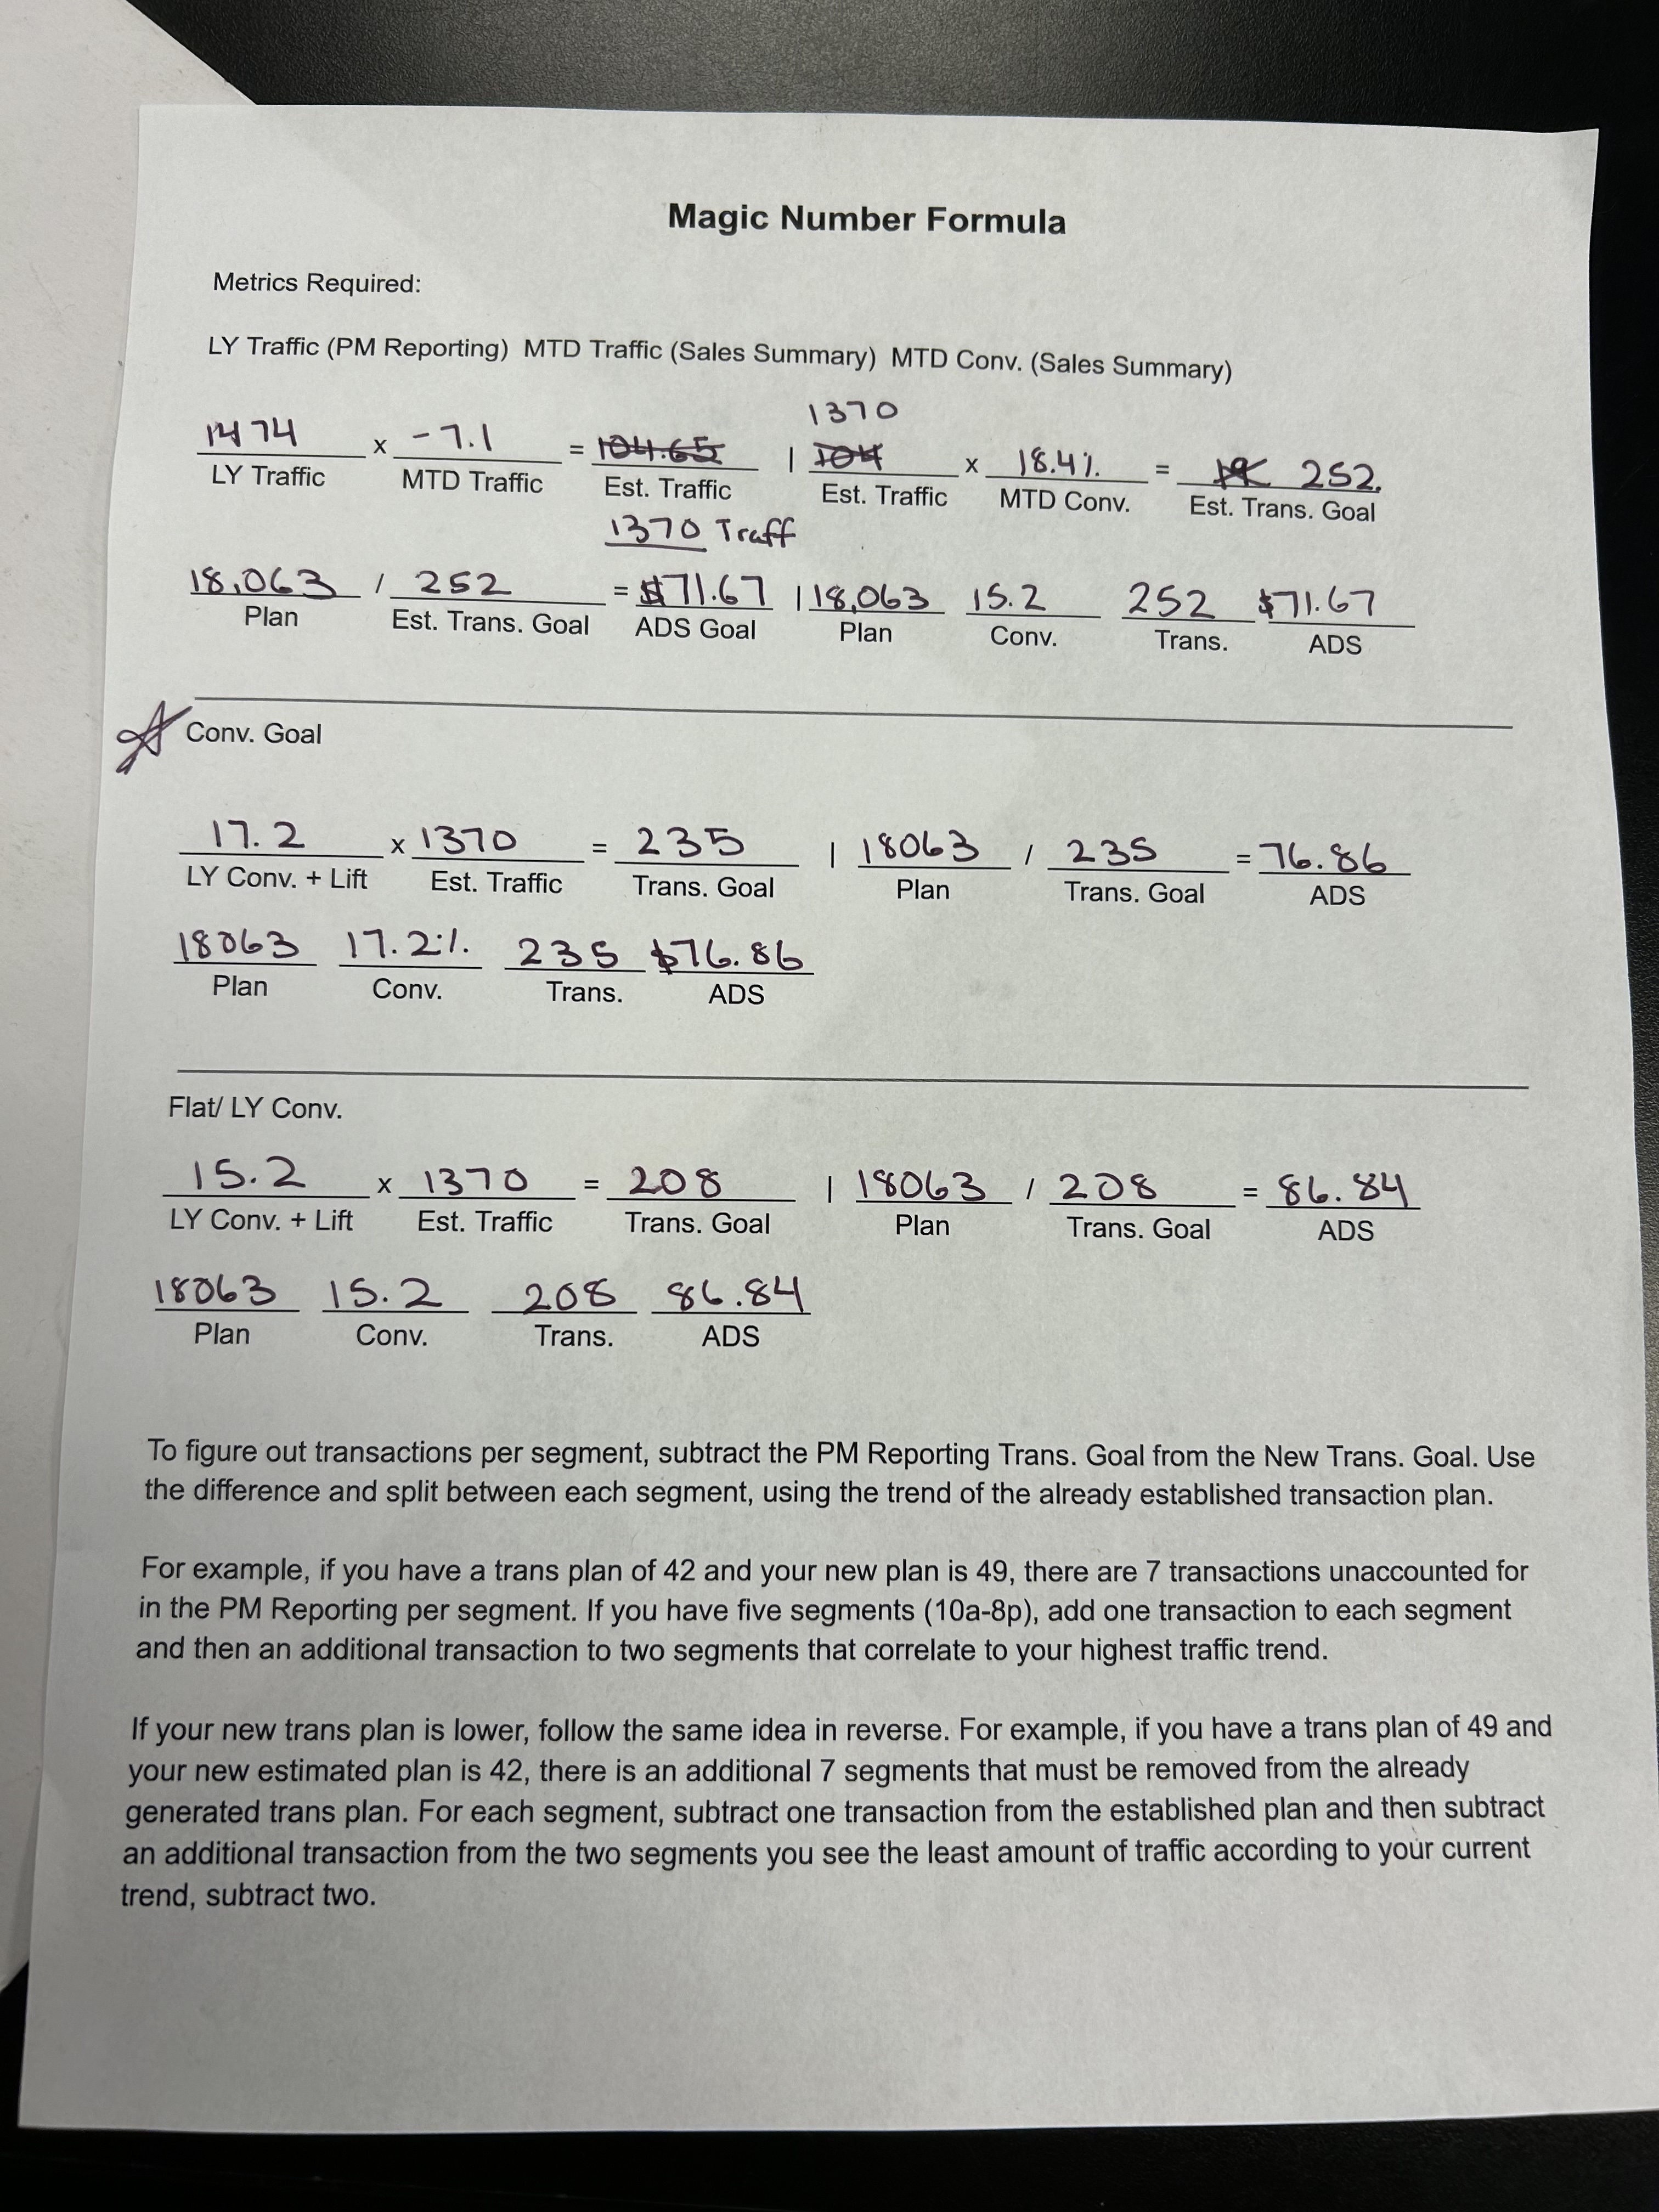 Magic Number Formula
Metrics Required:
LY Traffic (PM Reporting) MTD Traffic (Sales Summary) MTD Conv. (Sales Summary)
1370
1474 x -7.1 = 104.65 | 104 x 18.4% = 252.
LY Traffic MTD Traffic Est. Traffic Est. Traffic MTD Conv. Est. Trans. Goal
1370 Traff
18,063 / 252 = $71.67 | 18,063 15.2 252 $71.67
Plan Est. Trans. Goal ADS Goal Plan Conv. Trans. ADS
Conv. Goal
17.2 x 1370 = 235 | 18063 / 235 = 76.86
LY Conv. + Lift Est. Traffic Trans. Goal Plan Trans. Goal ADS
18063 17.2% 235 $76.86
Plan Conv. Trans. ADS
Flat/ LY Conv.
15.2 x 1370 = 208 | 18063 / 208 = 86.84
LY Conv. + Lift Est. Traffic Trans. Goal Plan Trans. Goal ADS
18063 15.2 208 86.84
Plan Conv. Trans. ADS
To figure out transactions per segment, subtract the PM Reporting Trans. Goal from the New Trans. Goal. Use
the difference and split between each segment, using the trend of the already established transaction plan.
For example, if you have a trans plan of 42 and your new plan is 49, there are 7 transactions unaccounted for
in the PM Reporting per segment. If you have five segments (10a-8p), add one transaction to each segment
and then an additional transaction to two segments that correlate to your highest traffic trend.
If your new trans plan is lower, follow the same idea in reverse. For example, if you have a trans plan of 49 and
your new estimated plan is 42, there is an additional 7 segments that must be removed from the already
generated trans plan. For each segment, subtract one transaction from the established plan and then subtract
an additional transaction from the two segments you see the least amount of traffic according to your current
trend, subtract two.